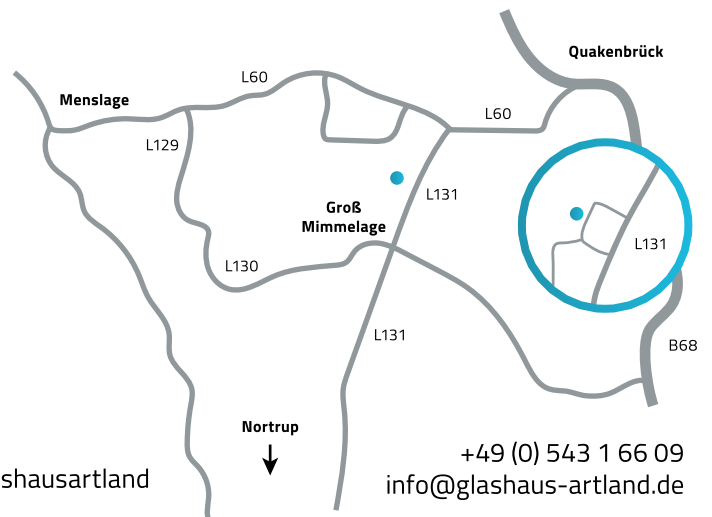 Quakenbrück
L60
Menslage
L60
L129
L131
Groß
Mimmelage
L131
L130
L131
B68
Nortrup
+49 (0) 543 1 66 09
shausartland
info@glashaus-artland.de